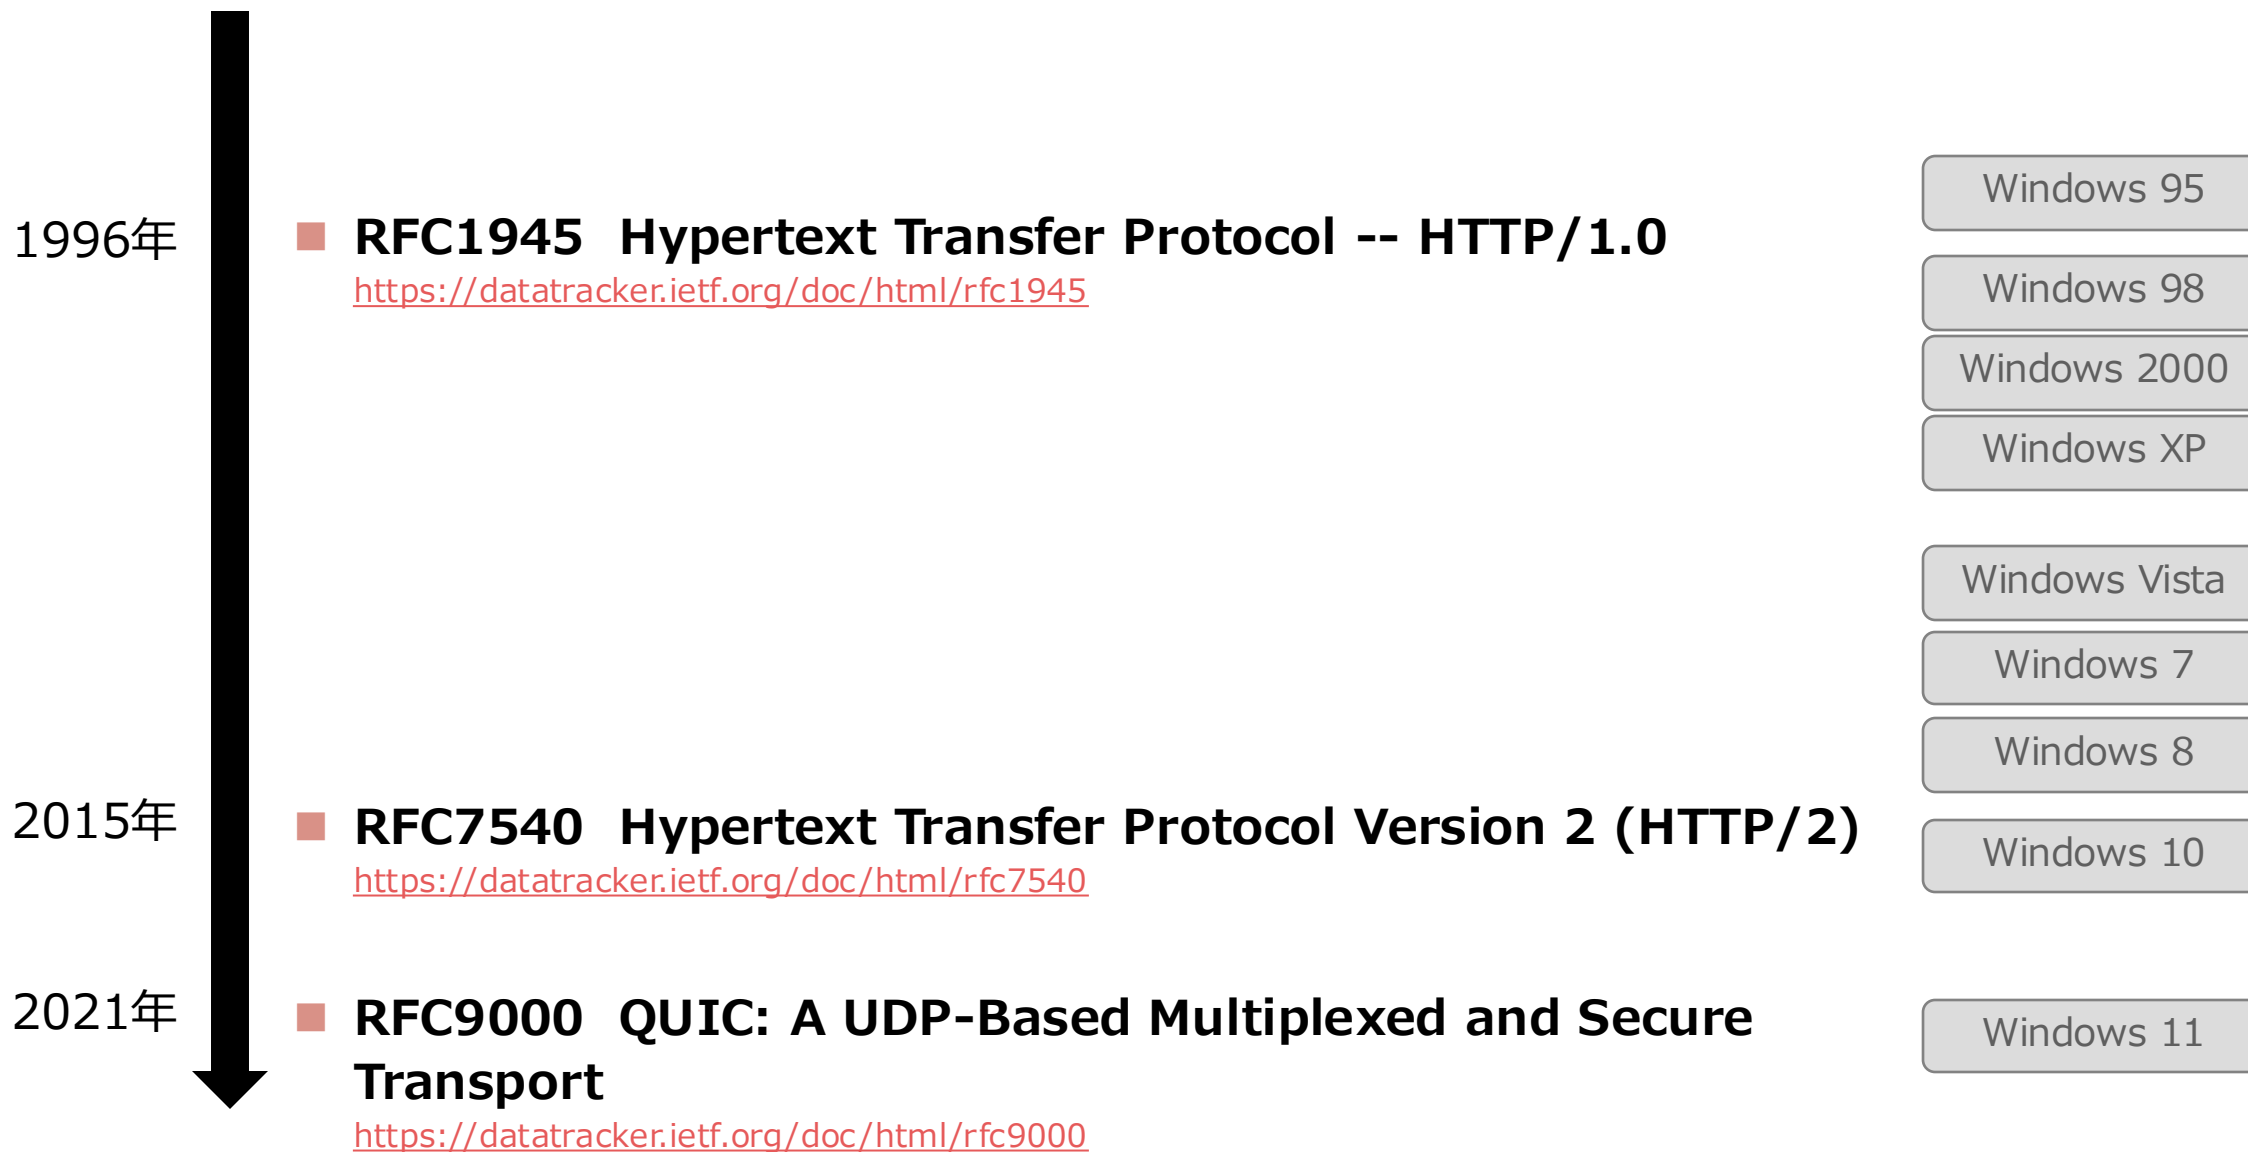 Windows 95
1996年
RFC1945 Hypertext Transfer Protocol -- HTTP/1.0
https://datatracker.ietf.org/doc/html/rfc1945
Windows 98
Windows 2000
Windows XP
Windows Vista
Windows 7
Windows 8
2015年
RFC7540 Hypertext Transfer Protocol Version 2 (HTTP/2)
https://datatracker.ietf.org/doc/html/rfc7540
Windows 10
2021年
RFC9000 QUIC: A UDP-Based Multiplexed and Secure
Transport
https://datatracker.ietf.org/doc/html/rfc9000
Windows 11